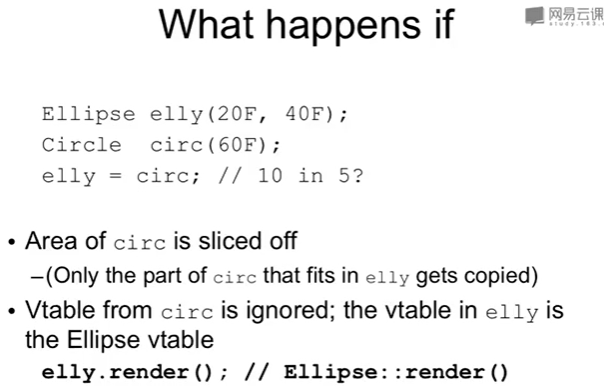 What happens if
网易云课
study.163.
Ellipse elly(20F, 40F);
Circle  circ(60F);
elly = circ; // 10 in 5?
• Area of circ is sliced off
–(Only the part of circ that fits in elly gets copied)
• Vtable from circ is ignored; the vtable in elly is
the Ellipse vtable
elly.render(); // Ellipse::render()